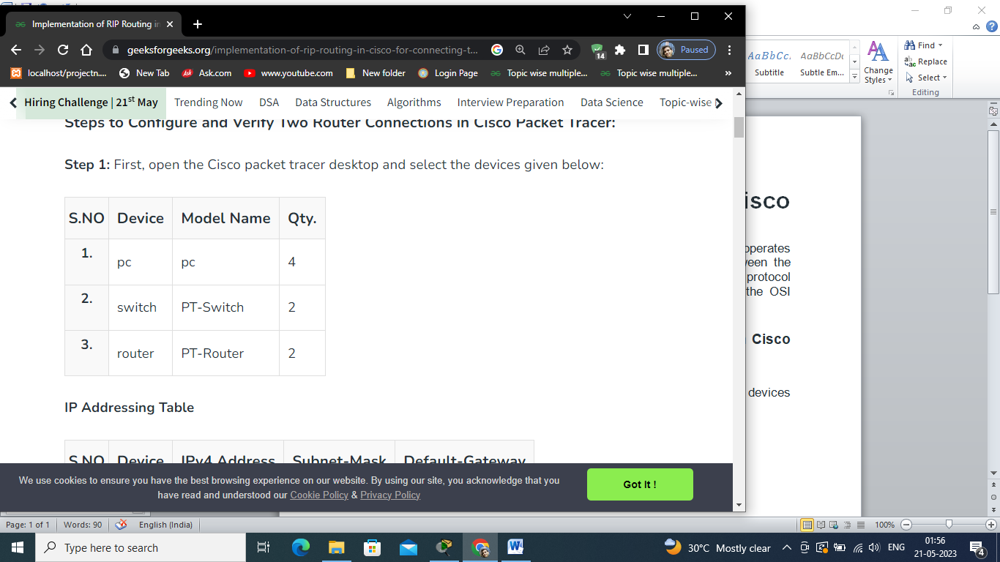 Implementation of RIP Routing in
geeksforgeeks.org/implementation-of-rip-routing-in-cisco-for-connecting-t...
14
Paused
localhost/projectn....
New Tab
Ask
Ask.com
www.youtube.com
New folder
Login Page
Topic wise multiple...
Topic wise multiple...
»
Hiring Challenge | 21st May
Trending Now
DSA
Data Structures
Algorithms
Interview Preparation
Data Science
Topic-wise
Steps to Configure and Verify Two Router Connections in Cisco Packet Tracer:
Step 1: First, open the Cisco packet tracer desktop and select the devices given below:
S.NO Device Model Name Qty.
1. pc pc 4
2. switch PT-Switch 2
3. router PT-Router 2
IP Addressing Table
S.NO Device IPv4 Address Subnet-Mask Default-Gateway
We use cookies to ensure you have the best browsing experience on our website. By using our site, you acknowledge that you
have read and understood our Cookie Policy & Privacy Policy
Got It !
AaBbCc.
Subtitle
AaBbCcDc
Subtle Em...
Change
Styles
Find
Replace
Select
Editing
isco
the
protocol
the OSI
Cisco
devices
Page: 1 of 1
Words: 90
English (India)
100%
Type here to search
30°C Mostly clear
ENG
01:56
21-05-2023
4